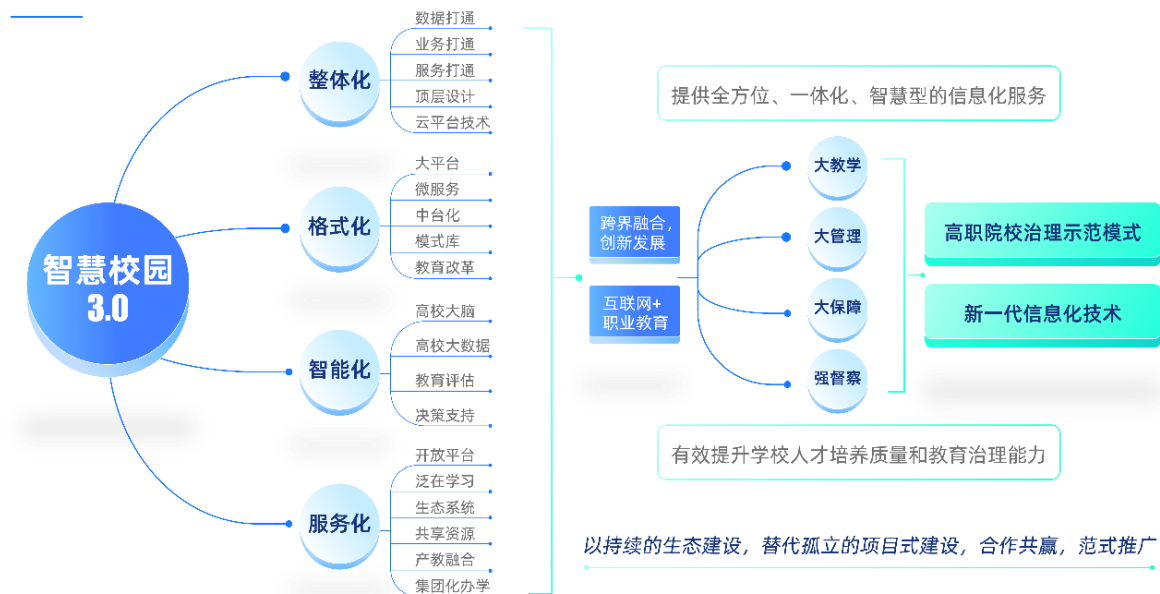 智慧校园
3.0
整体化
数据打通
业务打通
服务打通
顶层设计
云平台技术
格式化
大平台
微服务
中台化
模式库
教育改革
智能化
高校大脑
高校大数据
教育评估
决策支持
服务化
开放平台
泛在学习
生态系统
共享资源
产教融合
集团化办学
跨界融合，
创新发展
互联网+
职业教育
提供全方位、一体化、智慧型的信息化服务
大教学
大管理
大保障
强督察
高职院校治理示范模式
新一代信息化技术
有效提升学校人才培养质量和教育治理能力
以持续的生态建设，替代孤立的项目式建设，合作共赢，范式推广